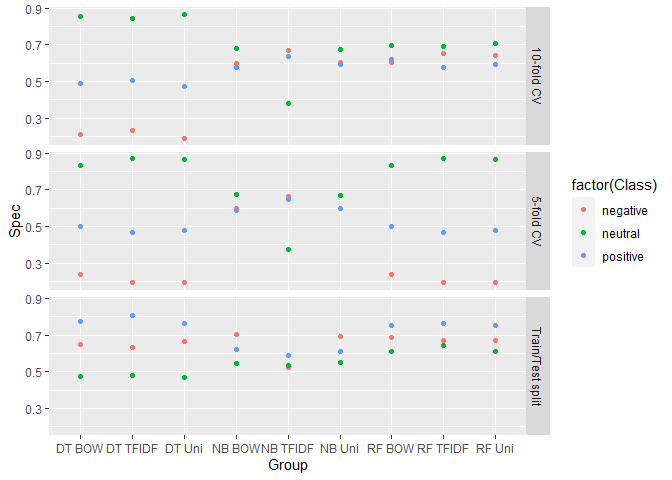 0.9
0.7
0.5
0.3
10-fold CV
0.9
0.7
0.5
0.3
5-fold CV
0.9
0.7
0.5
0.3
Train/Test split
Spec
DT BOW DT TFIDF DT Uni NB BOW NB TFIDF NB Uni RF BOW RF TFIDF RF Uni
Group
factor(Class)
negative
neutral
positive